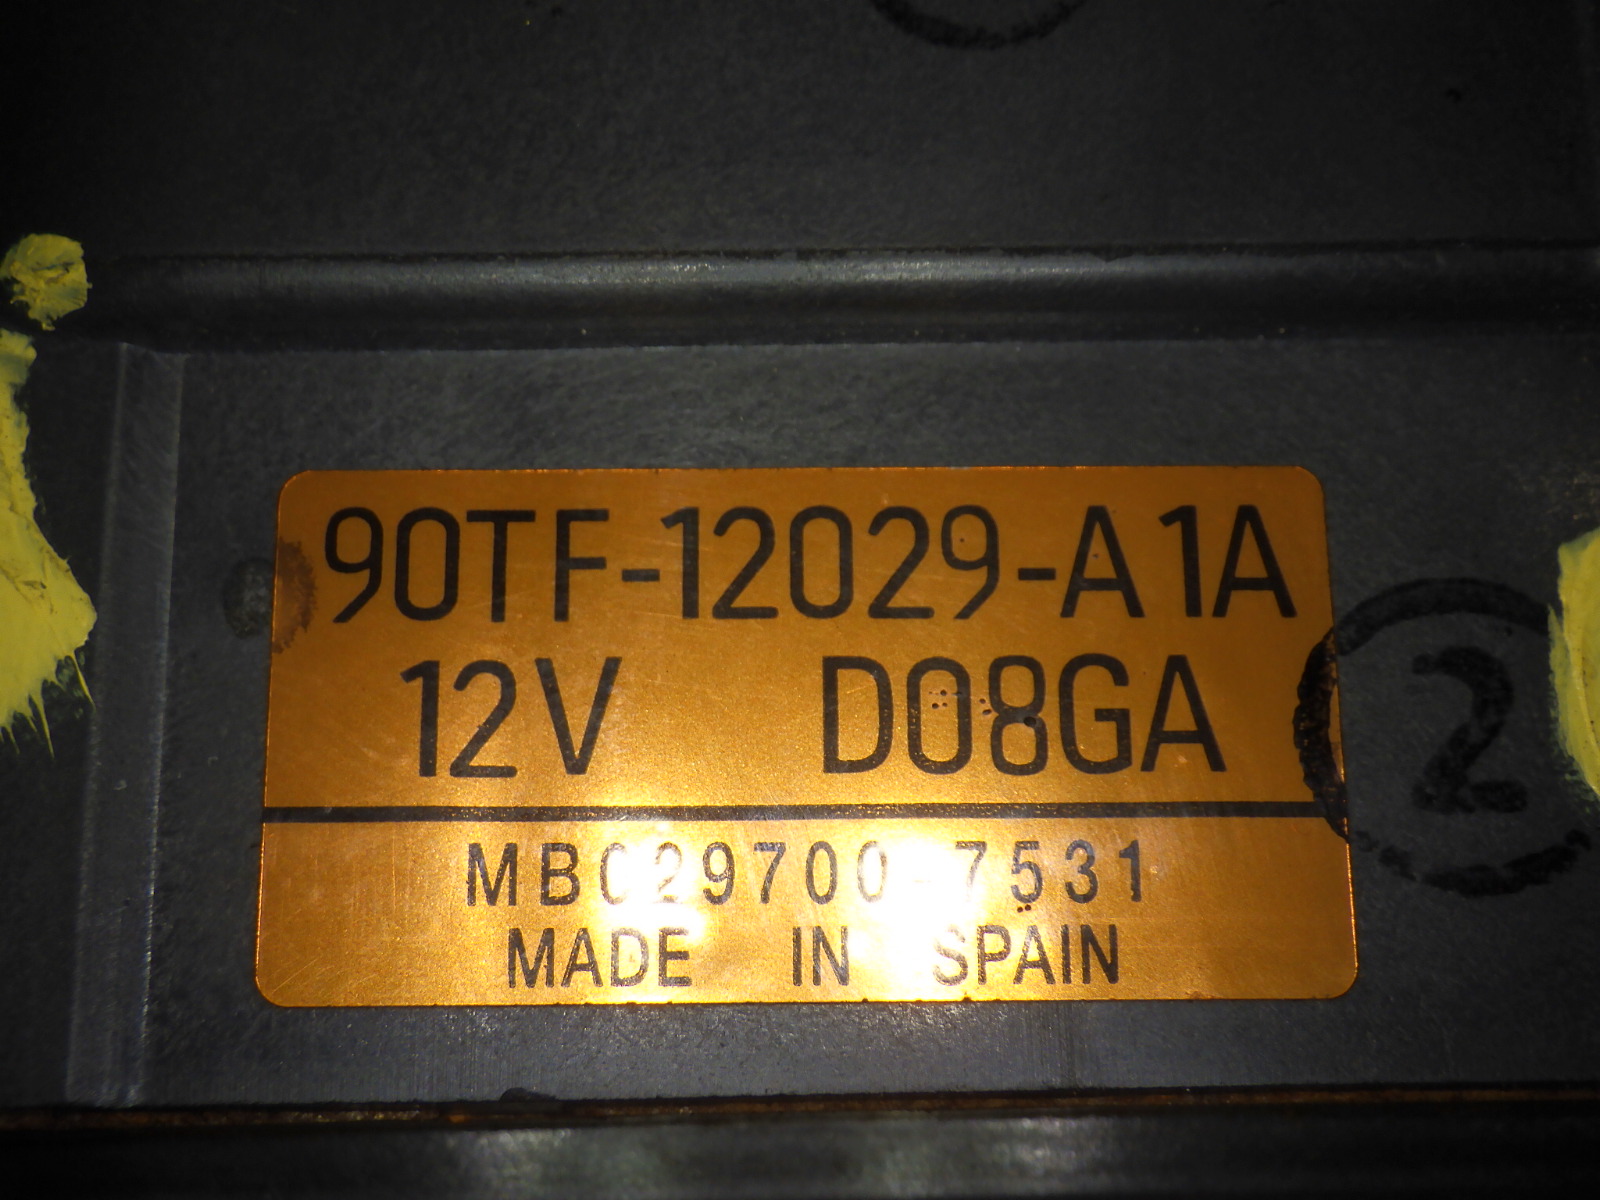 90TF-12029-A1A
12V D08GA
MB029700-7531
MADE IN SPAIN
2